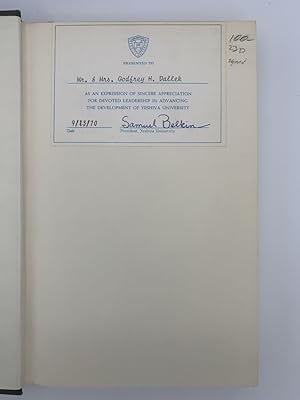 PRESENTED TO
Mr. & Mrs. Godfrey H. Dallek
AS AN EXPRESSION OF SINCERE APPRECIATION
FOR DEVOTED LEADERSHIP IN ADVANCING
THE DEVELOPMENT OF YESHIVA UNIVERSITY
9/23/70 Samuel Belkin
Date President, Yeshiva University
signed